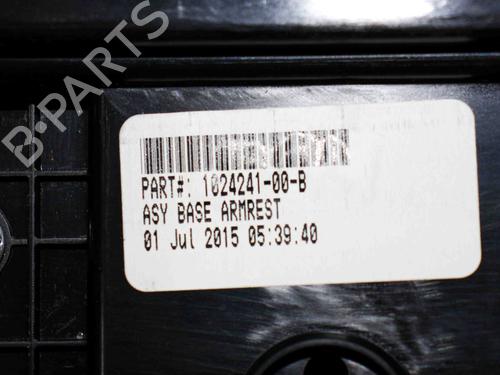 B-PARTS
PART#: 1024241-00-B
ASY BASE ARMREST
01 Jul 2015 05:39:40